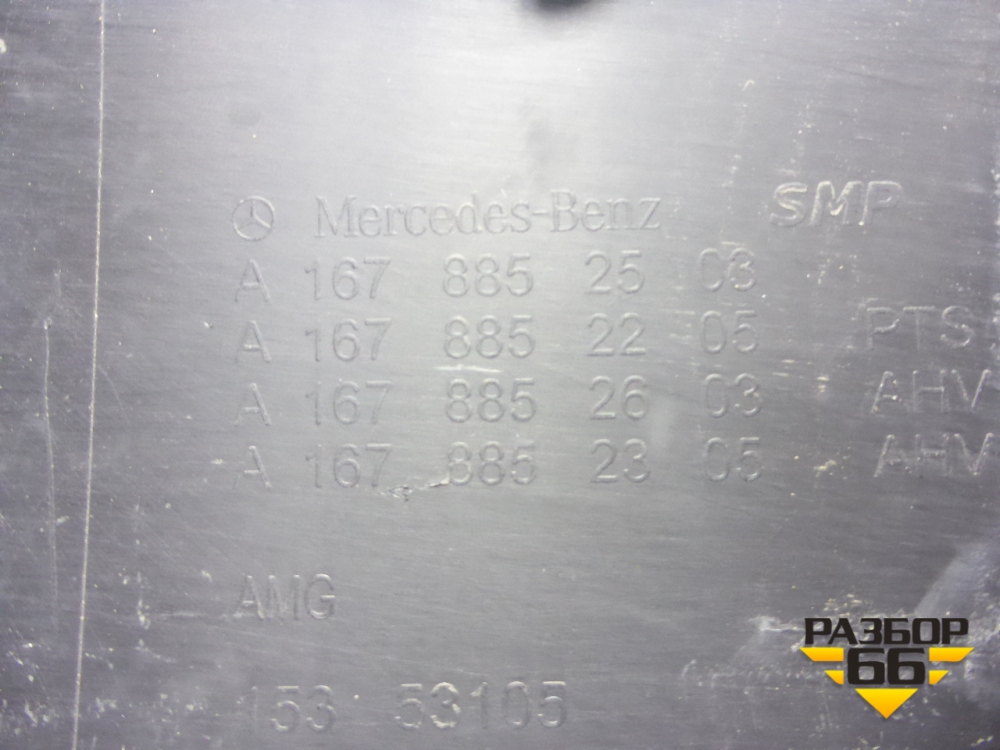 Mercedes-Benz SMP
A 167 885 25 03
A 167 885 22 05 PTS
A 167 885 26 03 AHV
A 167 885 23 05 AHV
AMG
153 53105
РАЗБОР
66